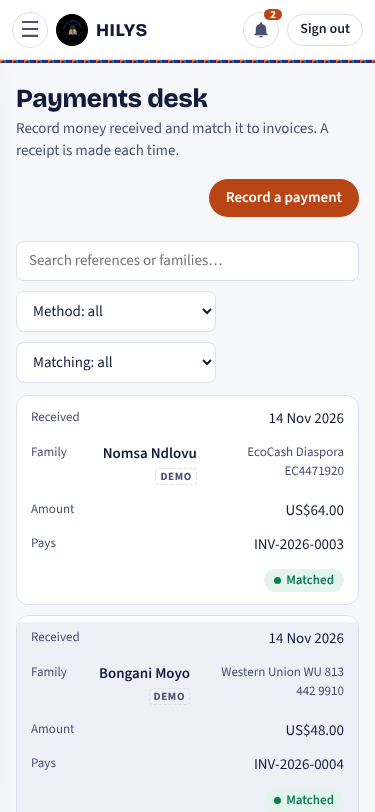 HILYS
2
Sign out
Payments desk
Record money received and match it to invoices. A
receipt is made each time.
Record a payment
Search references or families…
Method: all
Matching: all
Received 14 Nov 2026
Family Nomsa Ndlovu EcoCash Diaspora
DEMO EC4471920
Amount US$64.00
Pays INV-2026-0003
Matched
Received 14 Nov 2026
Family Bongani Moyo Western Union WU 813
DEMO 442 9910
Amount US$48.00
Pays INV-2026-0004
Matched